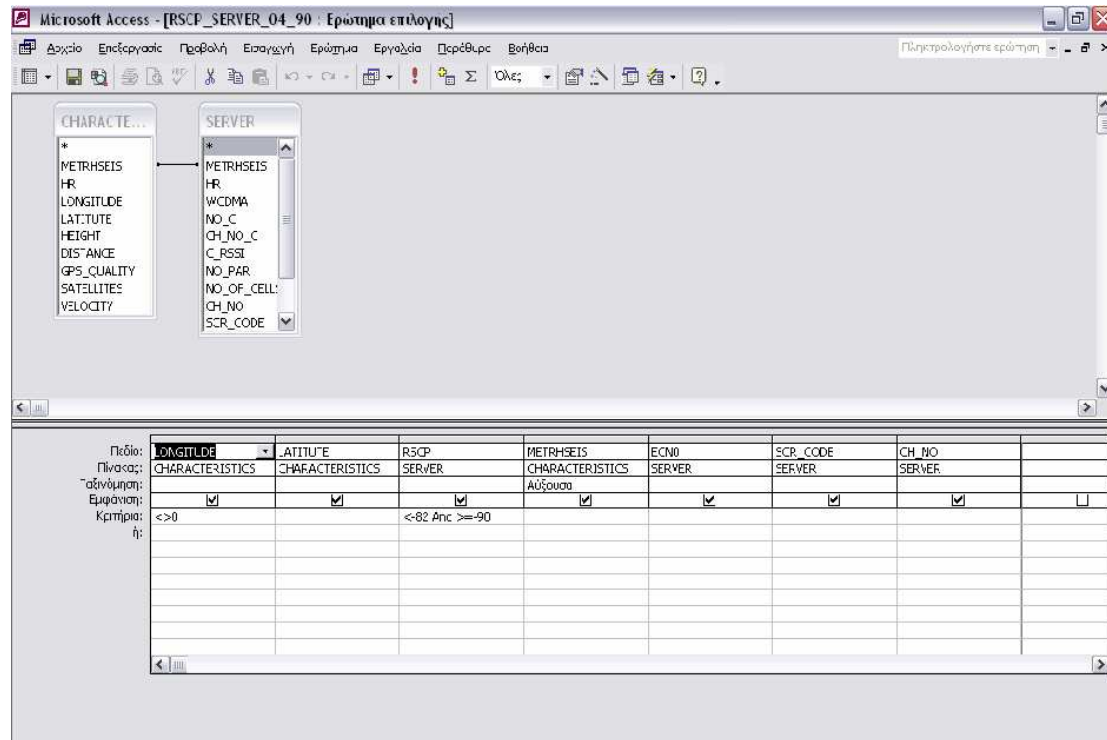 Microsoft Access - [RSCP_SERVER_04_90 : Ερώτημα επιλογής]
Αρχείο Επεξεργασία Προβολή Εισαγωγή Ερώτημα Εργαλεία Παράθυρο Βοήθεια Πληκτρολογήστε ερώτηση
Όλες
CHARACTE... SERVER
* *
METRHSEIS METRHSEIS
HR HR
LONGITUDE WCDMA
LATITUTE NO_C
HEIGHT CH_NO_C
DISTANCE C_RSSI
GPS_QUALITY NO_PAR
SATELLITES NO_OF_CELL
VELOCITY CH_NO
SCR_CODE
Πεδίο: LONGITUDE LATITUTE RSCP METRHSEIS ECN0 SCR_CODE CH_NO
Πίνακας: CHARACTERISTICS CHARACTERISTICS SERVER CHARACTERISTICS SERVER SERVER SERVER
Ταξινόμηση: Αύξουσα
Εμφάνιση:
Κριτήρια: <>0 <-82 And >=-90
ή: